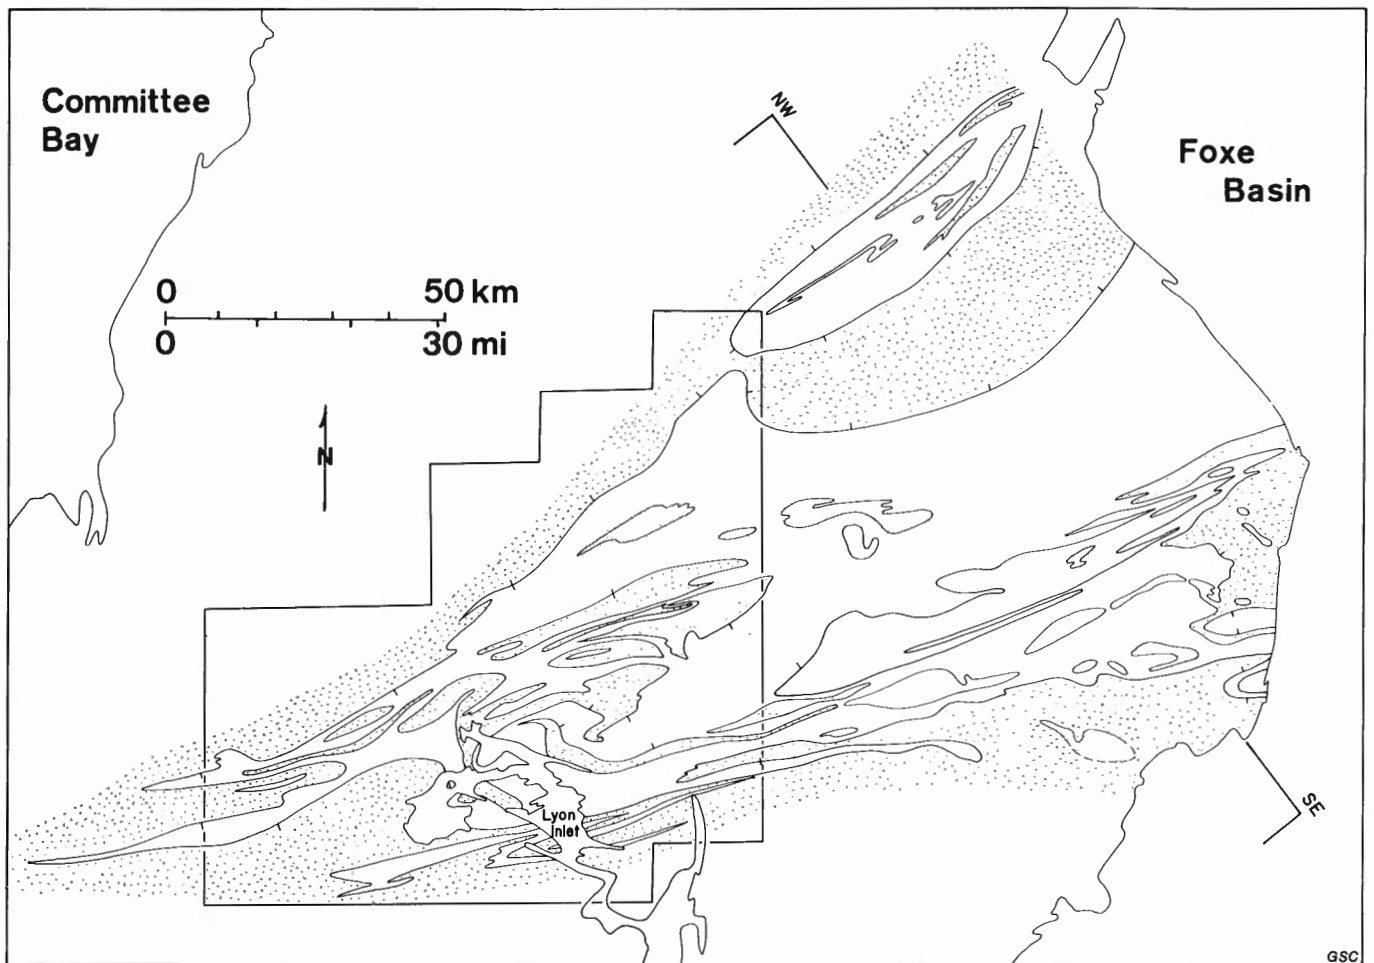 Committee
Bay
NW
Foxe
Basin
0 50 km
0 30 mi
N
Lyon
Inlet
SE
GSC